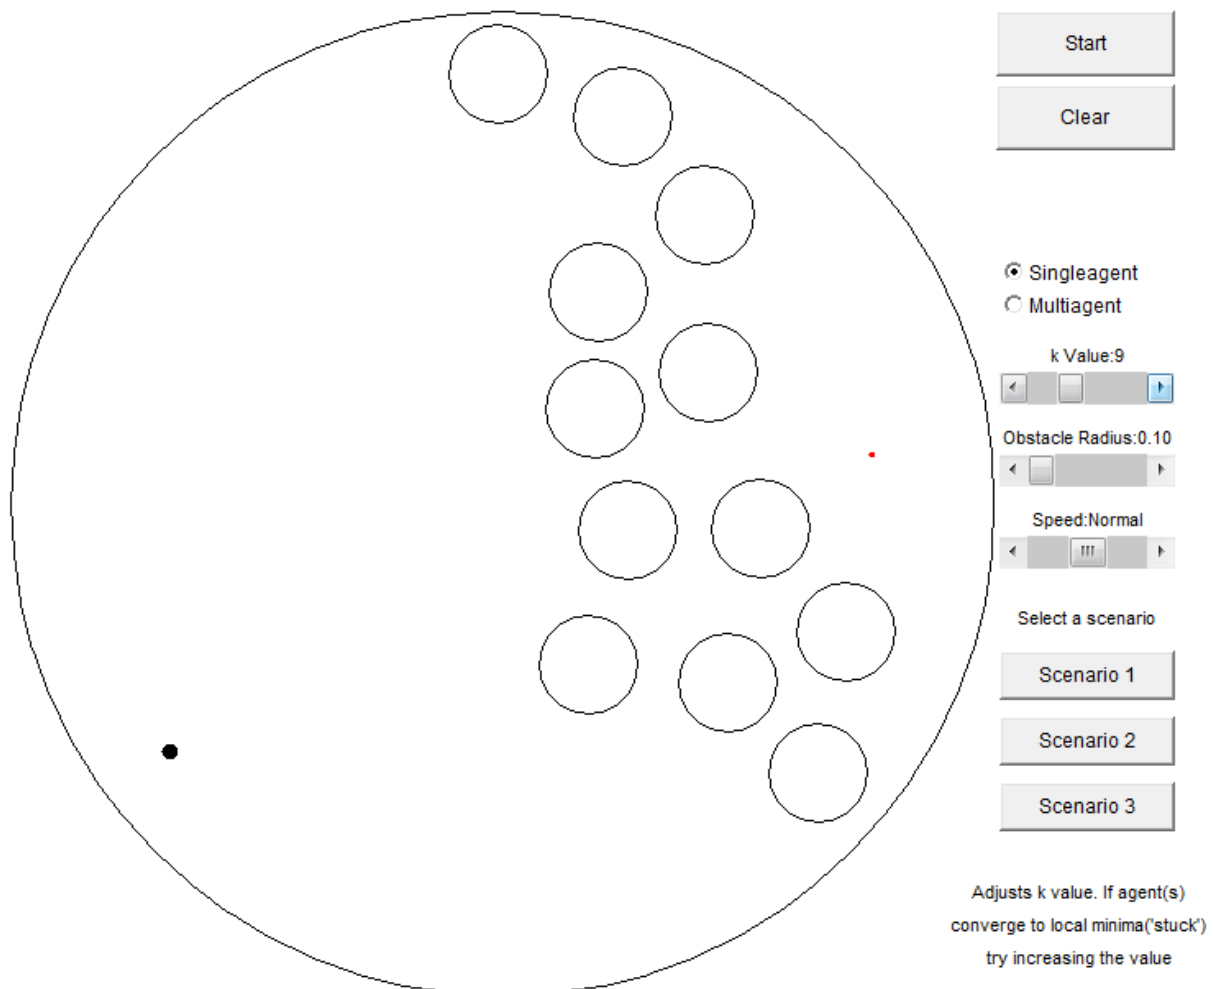 Start
Clear
Singleagent
Multiagent
k Value:9
Obstacle Radius:0.10
Speed:Normal
Select a scenario
Scenario 1
Scenario 2
Scenario 3
Adjusts k value. If agent(s)
converge to local minima('stuck')
try increasing the value